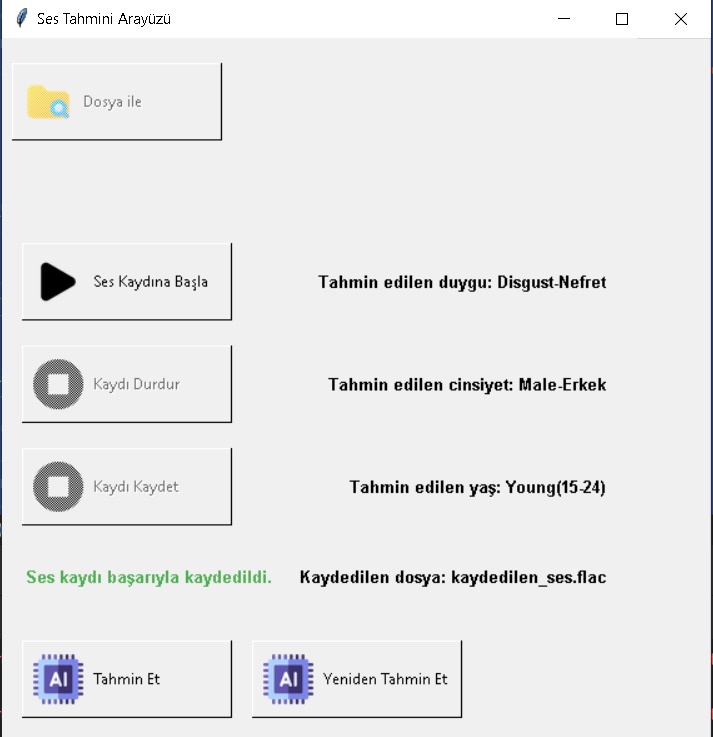 Ses Tahmini Arayüzü
Dosya ile
Ses Kaydına Başla
Tahmin edilen duygu: Disgust-Nefret
Kaydı Durdur
Tahmin edilen cinsiyet: Male-Erkek
Kaydı Kaydet
Tahmin edilen yaş: Young(15-24)
Ses kaydı başarıyla kaydedildi.
Kaydedilen dosya: kaydedilen_ses.flac
AI Tahmin Et
AI Yeniden Tahmin Et